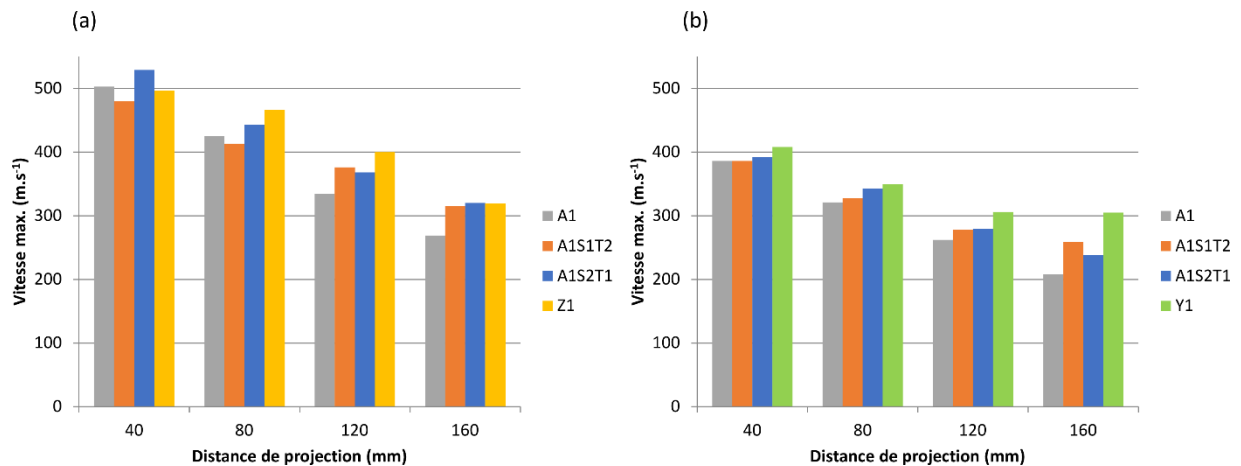 (a)
Vitesse max. (m.s⁻¹)
500
400
300
200
100
0
40 80 120 160
Distance de projection (mm)
A1
A1S1T2
A1S2T1
Z1
(b)
Vitesse max. (m.s⁻¹)
500
400
300
200
100
0
40 80 120 160
Distance de projection (mm)
A1
A1S1T2
A1S2T1
Y1